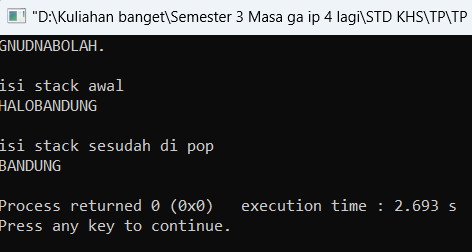 "D:\Kuliahan banget\Semester 3 Masa ga ip 4 lagi\STD KHS\TP\TP
GNUDNABOLAH.
isi stack awal
HALOBANDUNG
isi stack sesudah di pop
BANDUNG
Process returned 0 (0x0)   execution time : 2.693 s
Press any key to continue.